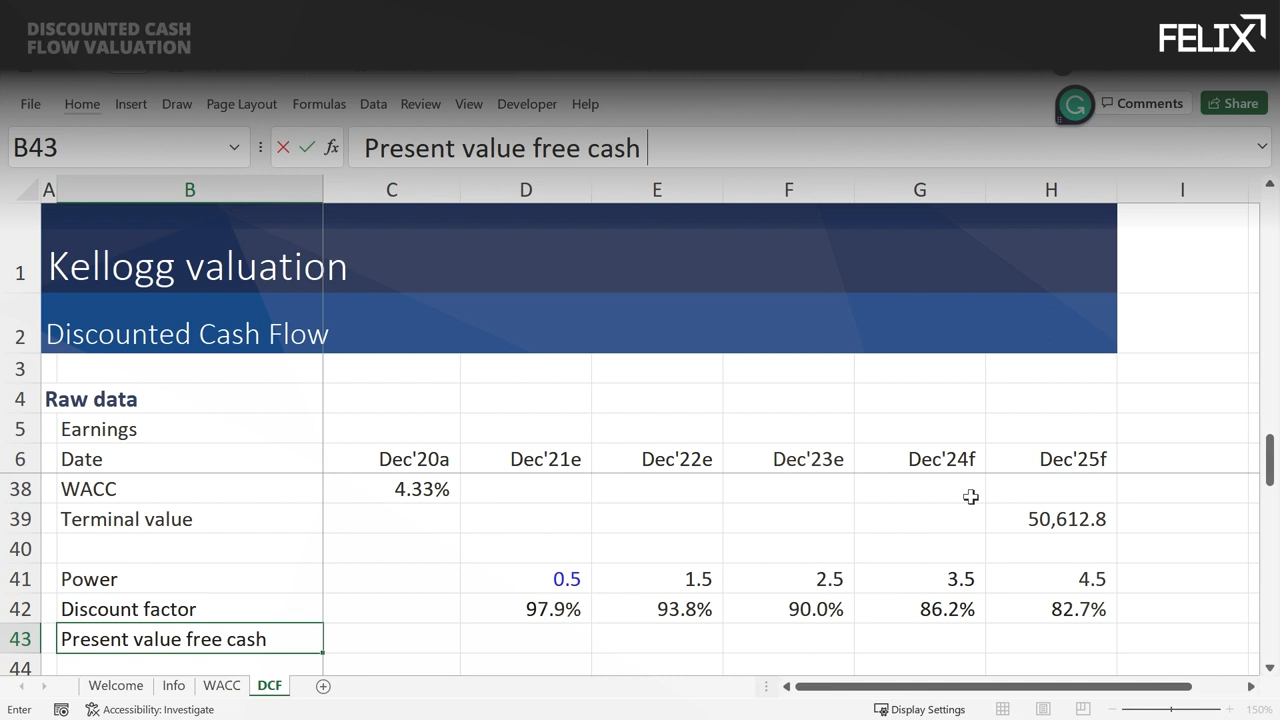 DISCOUNTED CASH
FLOW VALUATION
FELIX
File Home Insert Draw Page Layout Formulas Data Review View Developer Help Comments Share
B43 fx Present value free cash
A B C D E F G H I
1 Kellogg valuation
2 Discounted Cash Flow
3
4 Raw data
5 Earnings
6 Date Dec'20a Dec'21e Dec'22e Dec'23e Dec'24f Dec'25f
38 WACC 4.33%
39 Terminal value 50,612.8
40
41 Power 0.5 1.5 2.5 3.5 4.5
42 Discount factor 97.9% 93.8% 90.0% 86.2% 82.7%
43 Present value free cash
44
Welcome Info WACC DCF
Enter Accessibility: Investigate Display Settings 150%